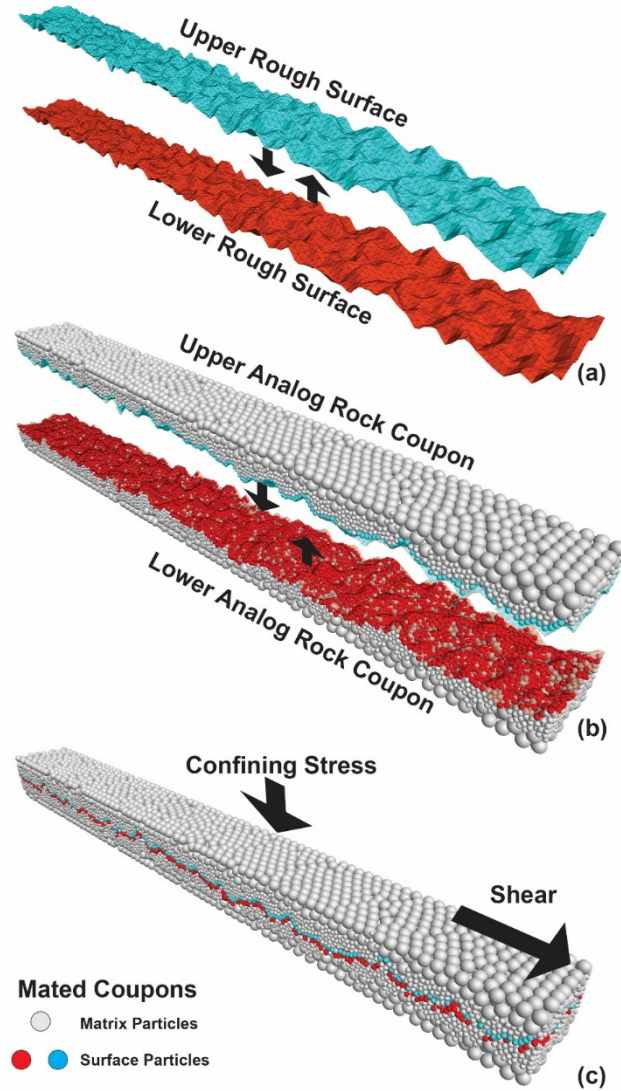 Upper Rough Surface
Lower Rough Surface
(a)
Upper Analog Rock Coupon
Lower Analog Rock Coupon
(b)
Confining Stress
Shear
Mated Coupons
Matrix Particles
Surface Particles
(c)